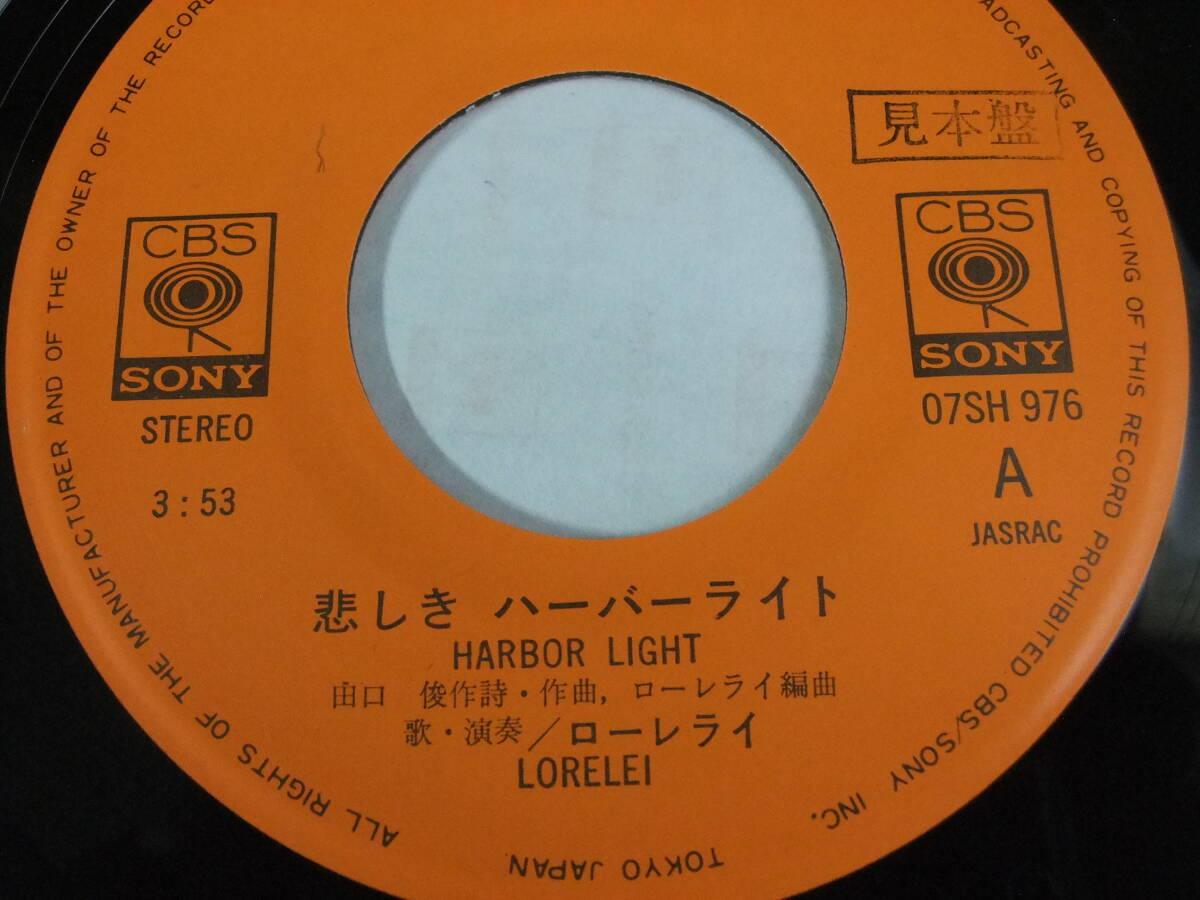 見本盤
CBS
SONY
STEREO
3:53
CBS
SONY
07SH 976
A
JASRAC
悲しき ハーバーライト
HARBOR LIGHT
山口 俊作詩・作曲, ローレライ編曲
歌・演奏/ローレライ
LORELEI
ALL RIGHTS OF THE MANUFACTURER AND OF THE OWNER OF THE RECOR
ADCASTING AND COPYING OF THIS RECORD PROHIBITED CBS/SONY INC.
TOKYO JAPAN